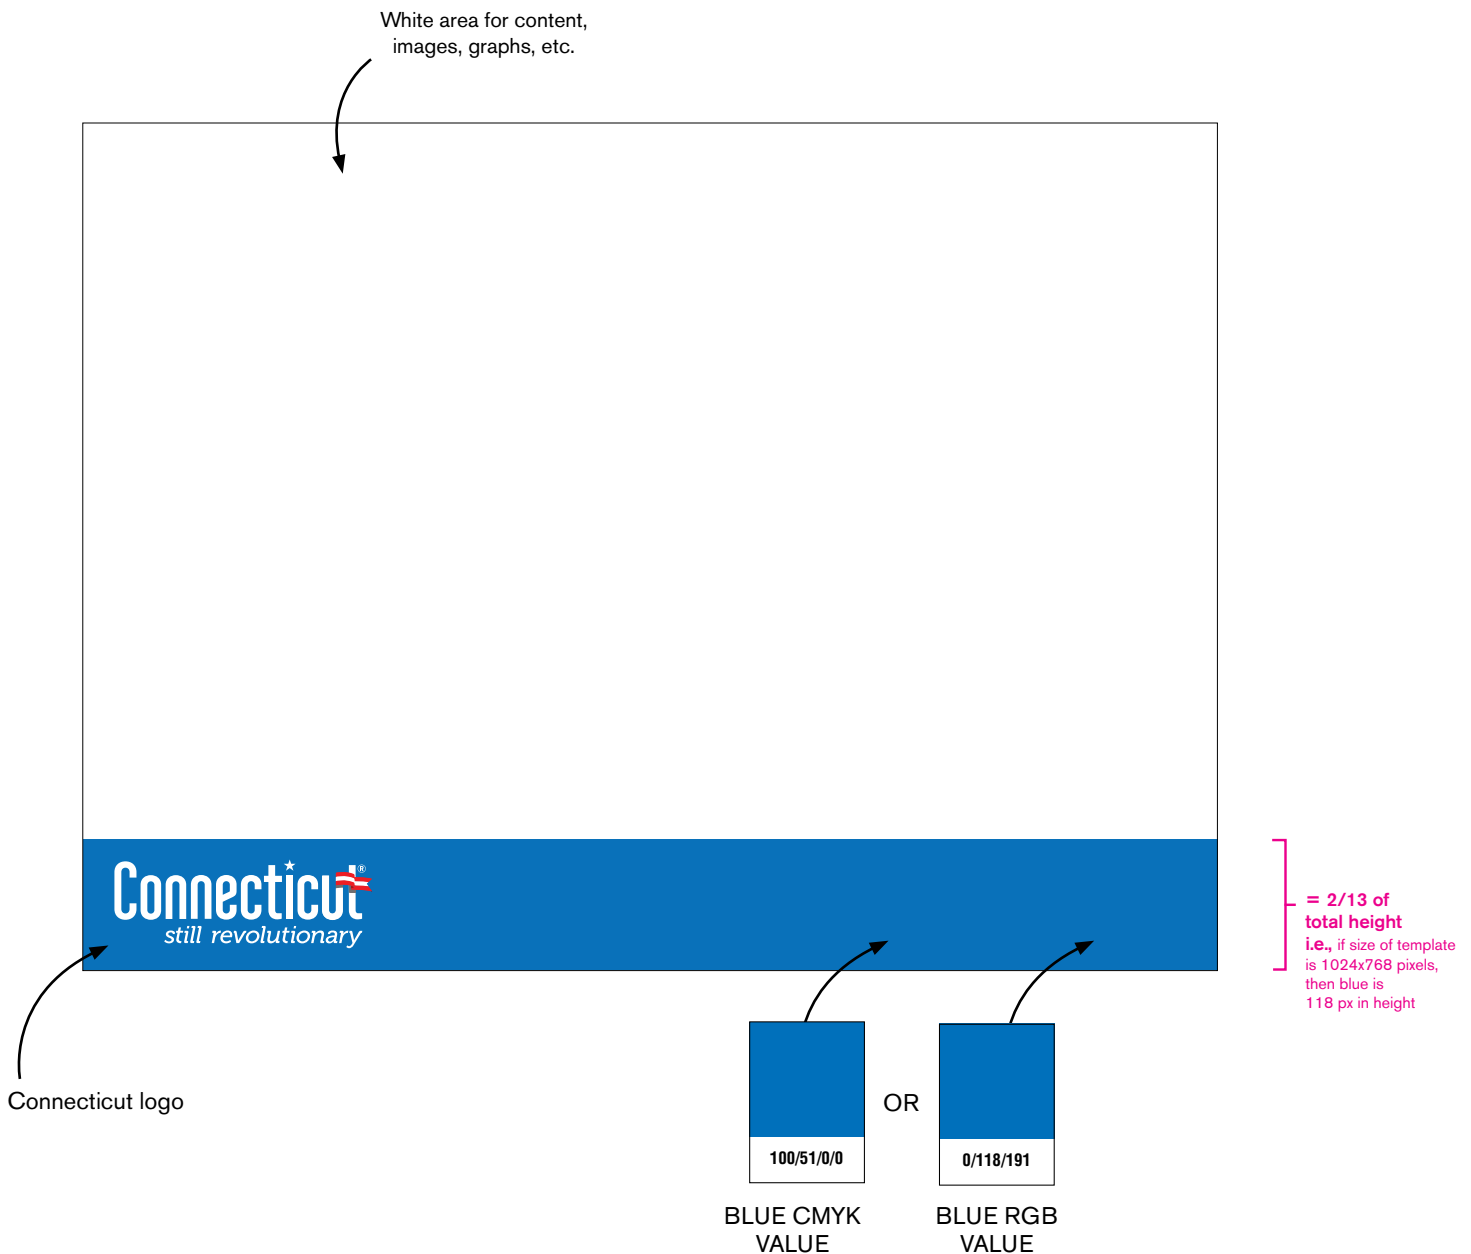 White area for content,
images, graphs, etc.
Connecticut®
still revolutionary
= 2/13 of
total height
i.e., if size of template
is 1024x768 pixels,
then blue is
118 px in height
Connecticut logo
OR
100/51/0/0
0/118/191
BLUE CMYK
VALUE
BLUE RGB
VALUE